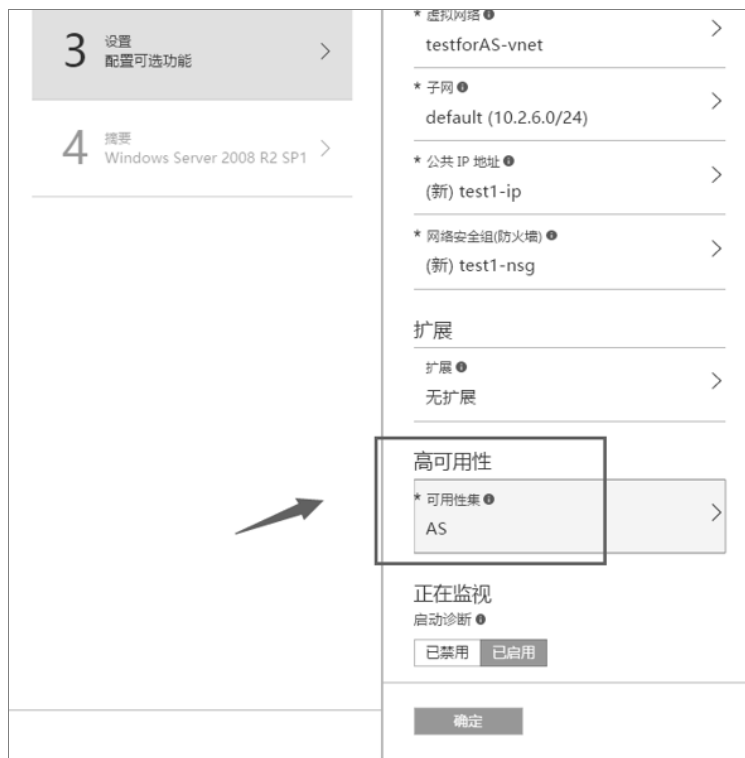 3
设置
配置可选功能
4
摘要
Windows Server 2008 R2 SP1
* 虚拟网络
testforAS-vnet
* 子网
default (10.2.6.0/24)
* 公共 IP 地址
(新) test1-ip
* 网络安全组(防火墙)
(新) test1-nsg
扩展
扩展
无扩展
高可用性
* 可用性集
AS
正在监视
启动诊断
已禁用 已启用
确定